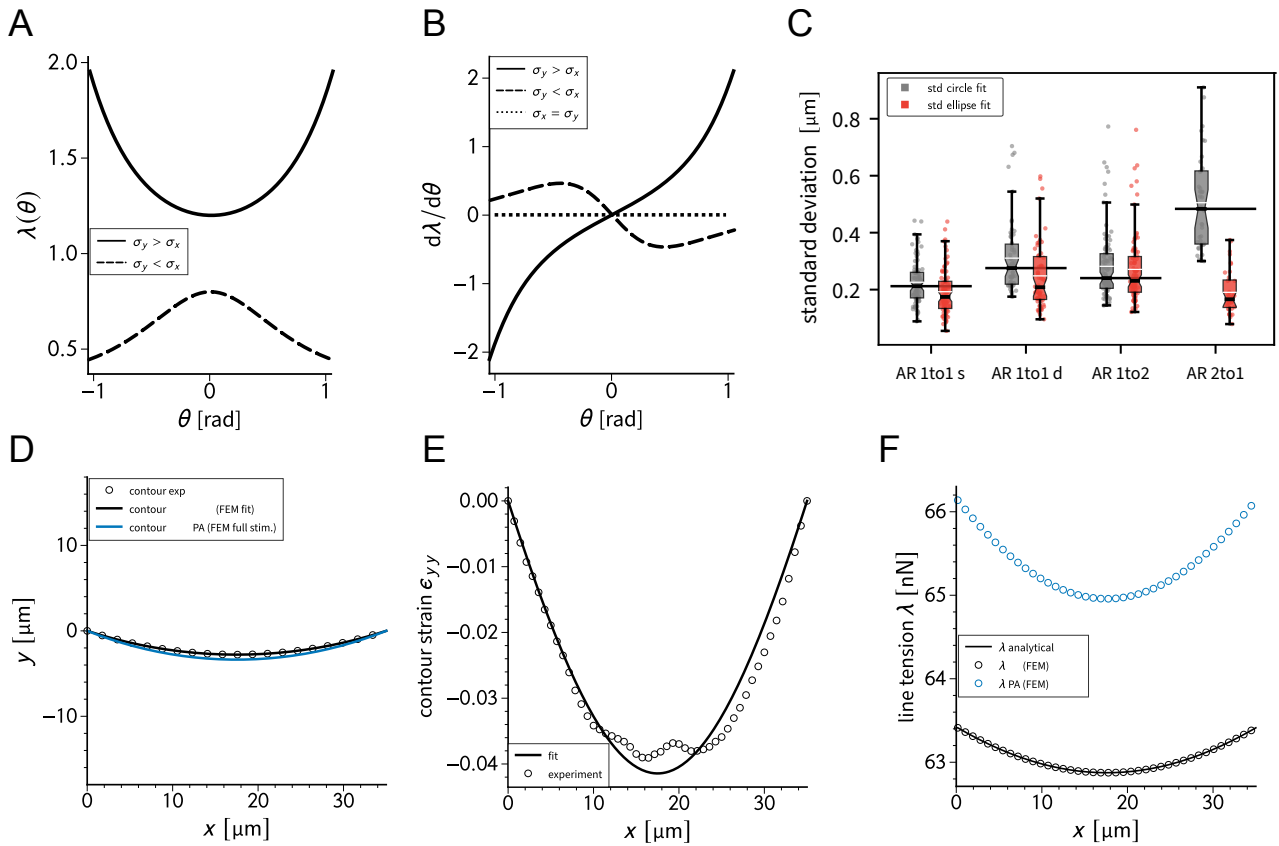 A
2.0
1.5
1.0
0.5
λ(θ)
σy > σx
σy < σx
−1
0
1
θ [rad]
B
2
1
0
−1
−2
dλ/dθ
σy > σx
σy < σx
σx = σy
−1
0
1
θ [rad]
C
std circle fit
std ellipse fit
0.8
0.6
0.4
0.2
standard deviation [μm]
AR 1to1 s
AR 1to1 d
AR 1to2
AR 2to1
D
contour exp
contour (FEM fit)
contour PA (FEM full stim.)
10
0
−10
y [μm]
0
10
20
30
x [μm]
E
0.00
−0.01
−0.02
−0.03
−0.04
contour strain ϵyy
fit
experiment
0
10
20
30
x [μm]
F
66
65
64
63
line tension λ [nN]
λ analytical
λ (FEM)
λ PA (FEM)
0
10
20
30
x [μm]